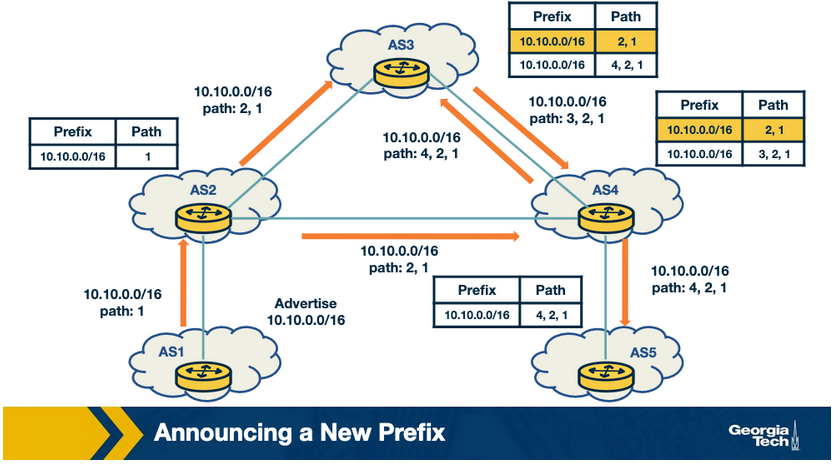 Prefix Path
10.10.0.0/16 2, 1
10.10.0.0/16 4, 2, 1
AS3
10.10.0.0/16
path: 2, 1
10.10.0.0/16
path: 3, 2, 1
Prefix Path
10.10.0.0/16 2, 1
10.10.0.0/16 3, 2, 1
Prefix Path
10.10.0.0/16 1
10.10.0.0/16
path: 4, 2, 1
AS2
AS4
10.10.0.0/16
path: 2, 1
10.10.0.0/16
path: 4, 2, 1
10.10.0.0/16
path: 1
Advertise
10.10.0.0/16
Prefix Path
10.10.0.0/16 4, 2, 1
AS1
AS5
Announcing a New Prefix
Georgia
Tech